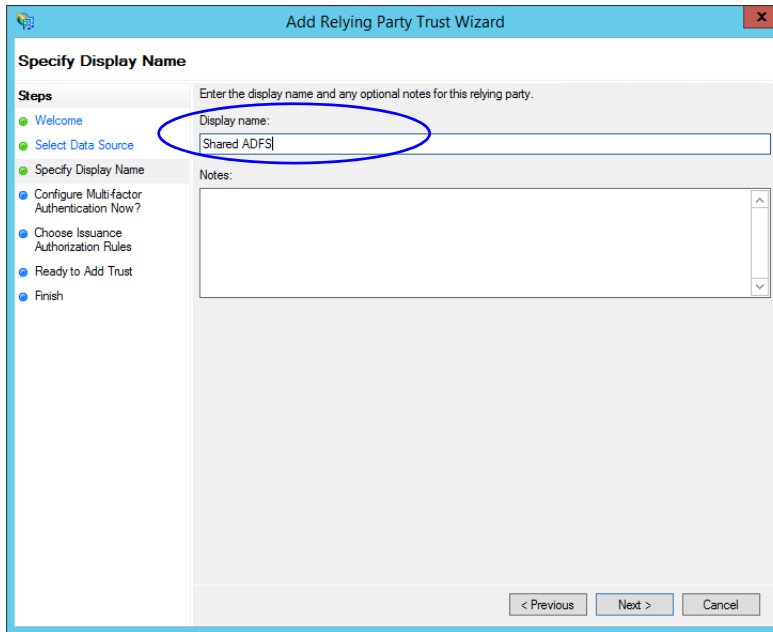 Add Relying Party Trust Wizard
x
Specify Display Name
Steps
Welcome
Select Data Source
Specify Display Name
Configure Multi-factor
Authentication Now?
Choose Issuance
Authorization Rules
Ready to Add Trust
Finish
Enter the display name and any optional notes for this relying party.
Display name:
Shared ADFS
Notes:
< Previous
Next >
Cancel